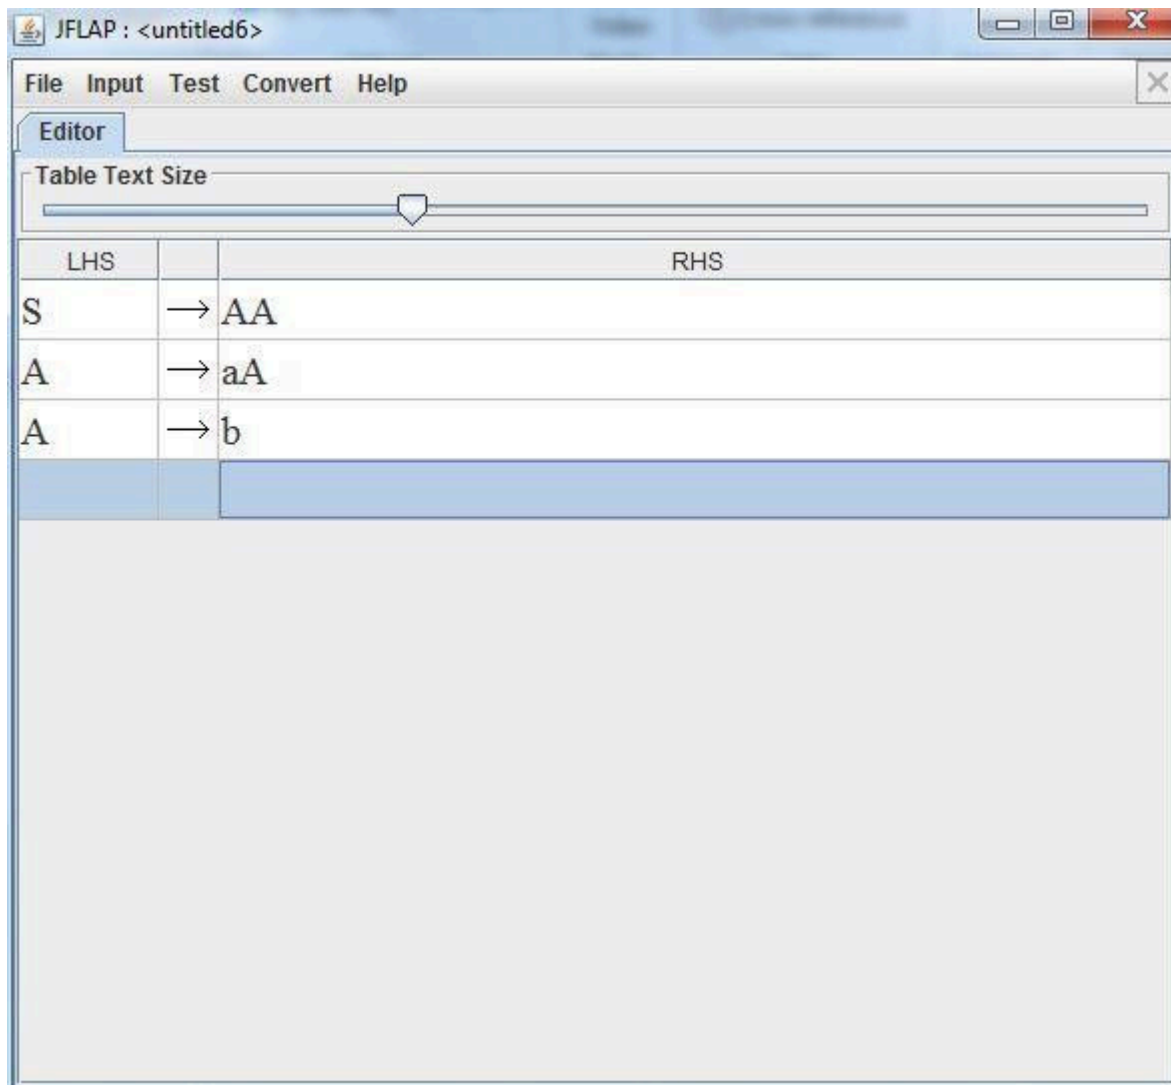 JFLAP : <untitled6>
File Input Test Convert Help
Editor
Table Text Size
LHS RHS
S → AA
A → aA
A → b